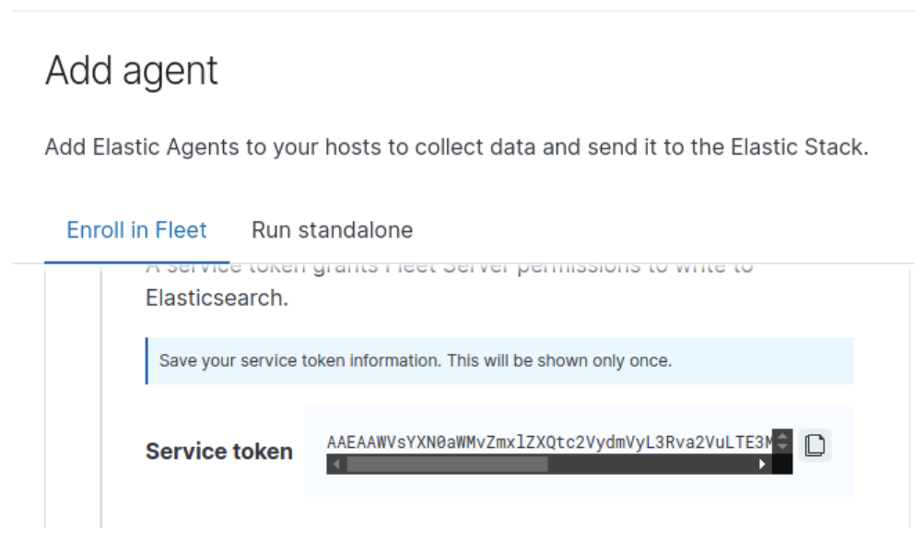 Add agent
Add Elastic Agents to your hosts to collect data and send it to the Elastic Stack.
Enroll in Fleet Run standalone
A service token grants Fleet Server permissions to write to
Elasticsearch.
Save your service token information. This will be shown only once.
Service token AAEAAWVsYXN0aWMvZmxlZXQtc2VydmVyL3Rva2VuLTE3M